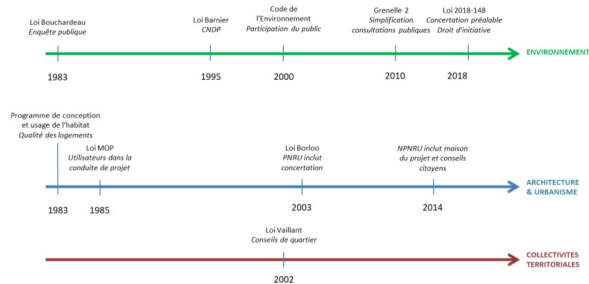 Loi Bouchardeau
Enquête publique
Loi Barnier
CNDP
Code de
l'Environnement
Participation du public
Grenelle 2
Simplification
consultations publiques
Loi 2018-148
Concertation préalable
Droit d'initiative
ENVIRONNEMENT
1983
1995
2000
2010
2018
Programme de conception
et usage de l'habitat
Qualité des logements
Loi MOP
Utilisateurs dans la
conduite de projet
Loi Borloo
PNRU inclut
concertation
NPNRU inclut maison
du projet et conseils
citoyens
ARCHITECTURE
& URBANISME
1983
1985
2003
2014
Loi Vaillant
Conseils de quartier
COLLECTIVITES
TERRITORIALES
2002